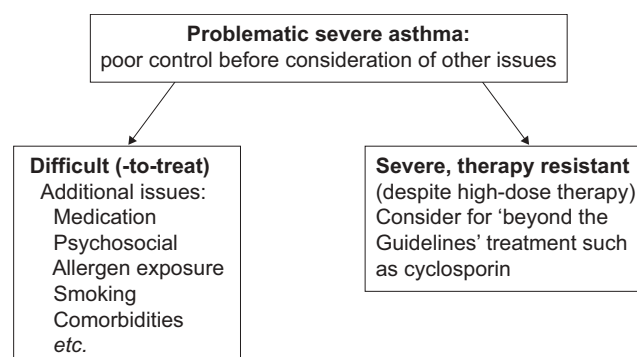 Problematic severe asthma:
poor control before consideration of other issues
Difficult (-to-treat)
Additional issues:
Medication
Psychosocial
Allergen exposure
Smoking
Comorbidities
etc.
Severe, therapy resistant
(despite high-dose therapy)
Consider for ‘beyond the
Guidelines’ treatment such
as cyclosporin